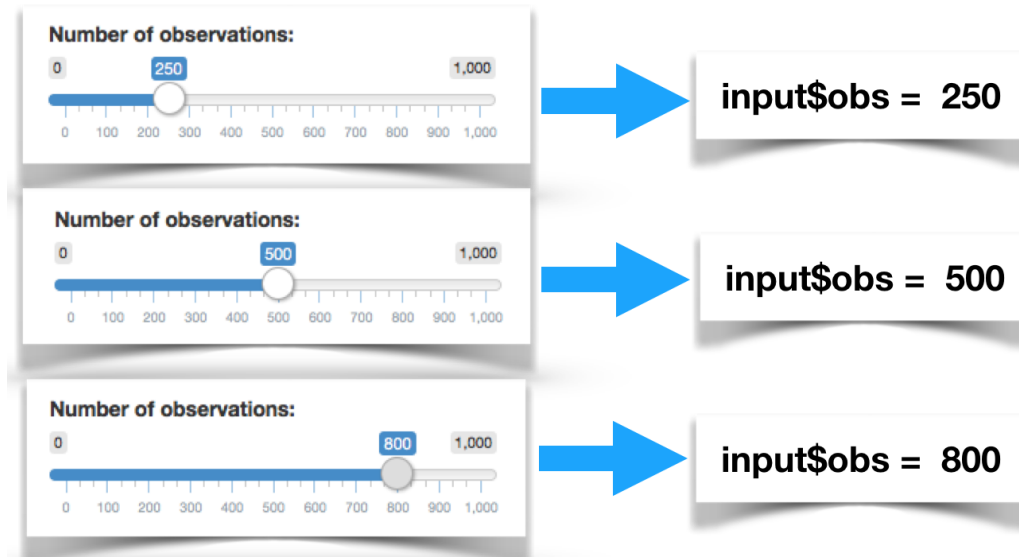 Number of observations:
0 250 1,000
0 100 200 300 400 500 600 700 800 900 1,000
input$obs = 250
Number of observations:
0 500 1,000
0 100 200 300 400 500 600 700 800 900 1,000
input$obs = 500
Number of observations:
0 800 1,000
0 100 200 300 400 500 600 700 800 900 1,000
input$obs = 800